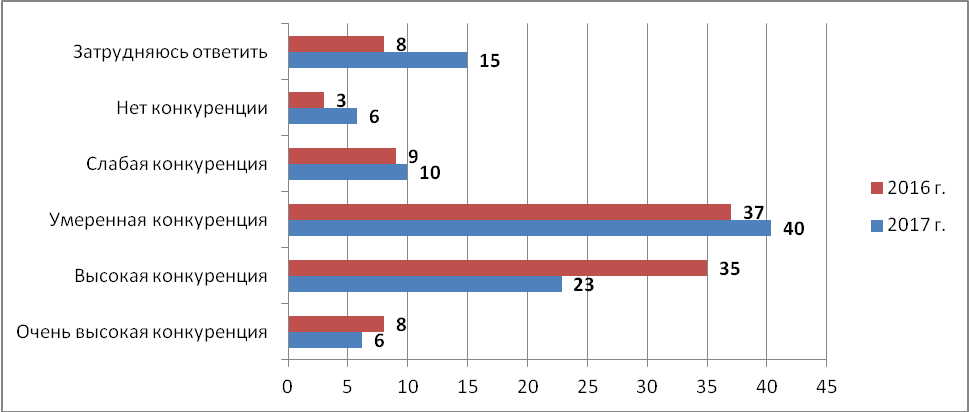 Затрудняюсь ответить
8
15
Нет конкуренции
3
6
Слабая конкуренция
9
10
Умеренная конкуренция
37
40
Высокая конкуренция
35
23
Очень высокая конкуренция
8
6
0 5 10 15 20 25 30 35 40 45
2016 г.
2017 г.